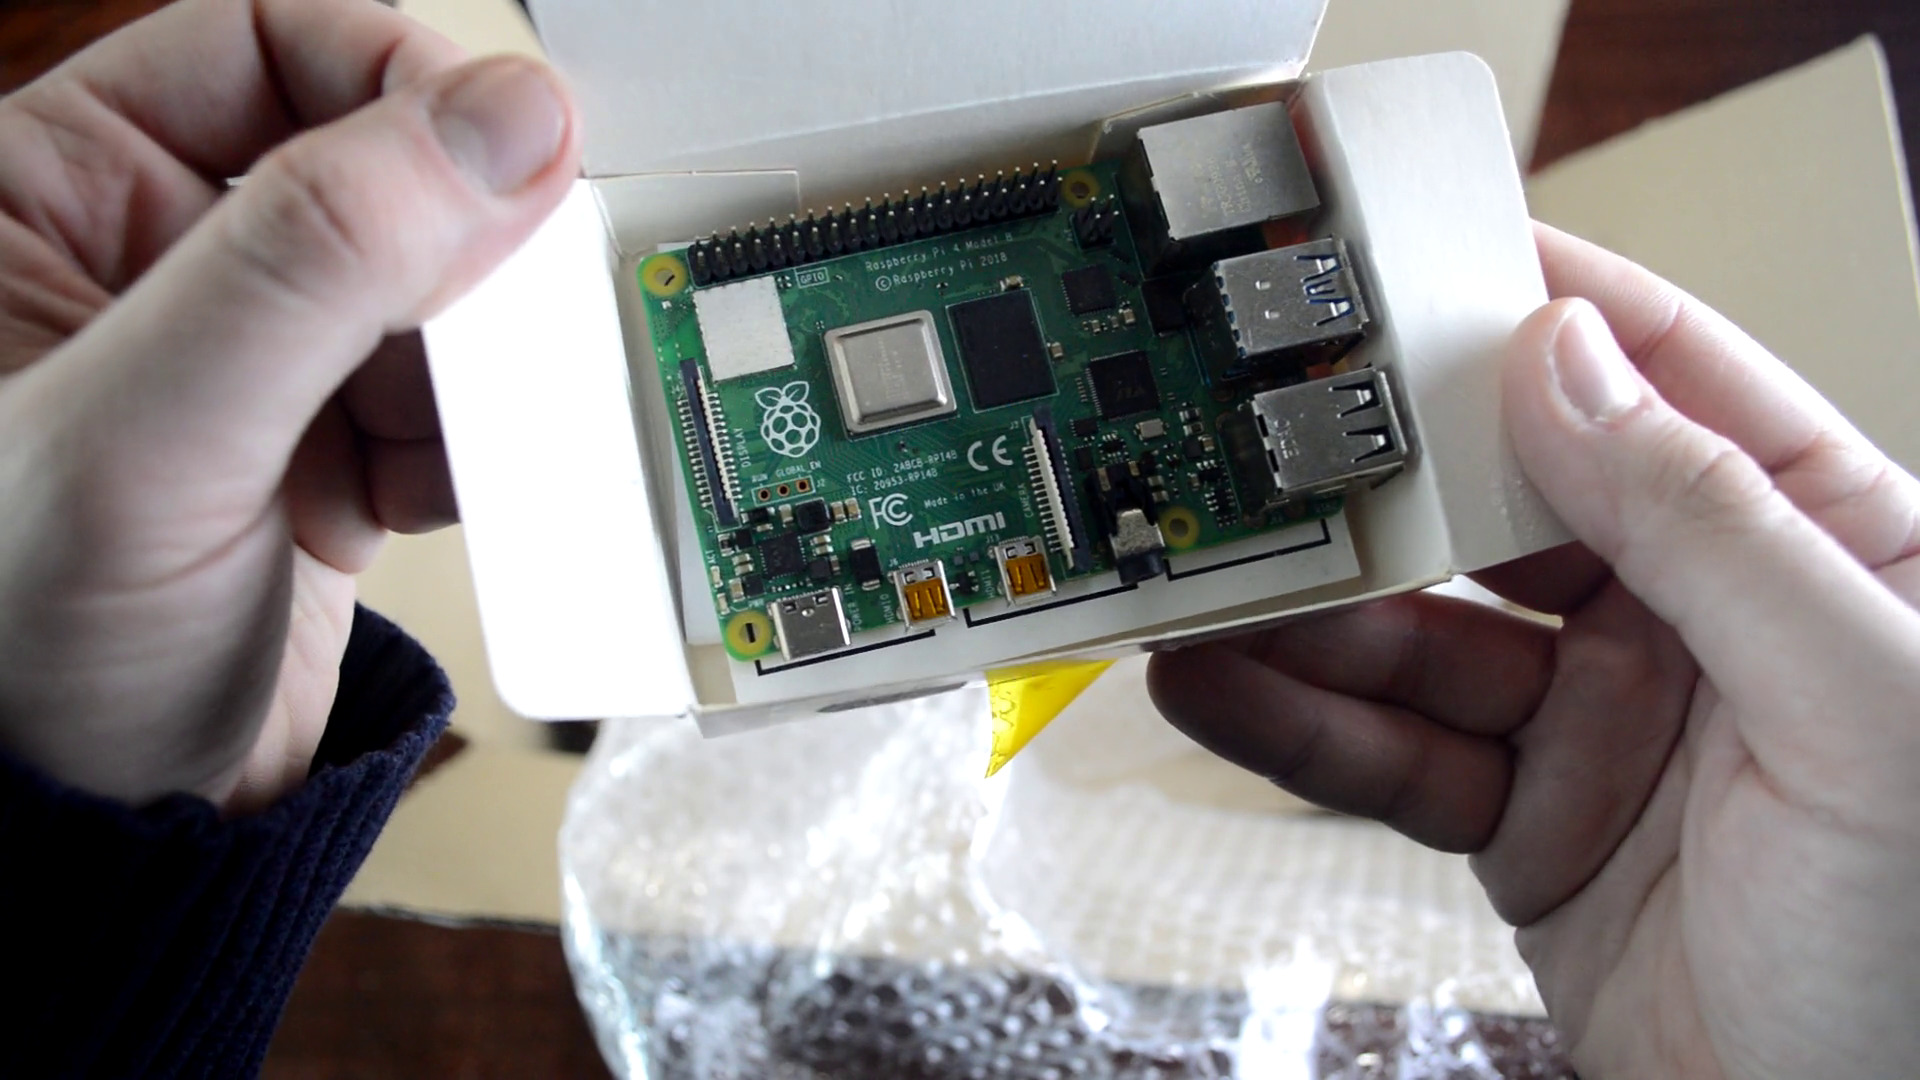 Raspberry Pi 4 Model B
©Raspberry Pi 2018
GPIO
DISPLAY
RUN
GLOBAL_EN
J2
FCC ID: 2ABCB-RPI4B
IC: 20953-RPI4B
CE
FC
Made in the UK
HDMI
CAMERA
POWER IN
HDMI0
HDMI1